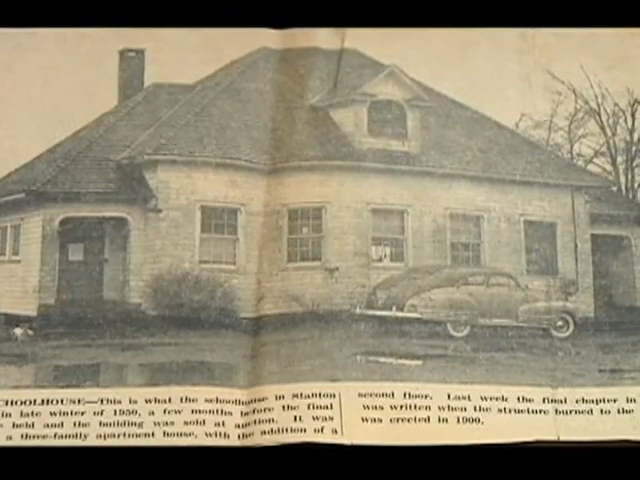 CHOOLHOUSE—This is what the schoolhouse in Stanton
in late winter of 1950, a few months before the final
held and the building was sold at auction. It was
a three-family apartment house, with the addition of a
second floor. Last week the final chapter in
was written when the structure burned to the
was erected in 1900.